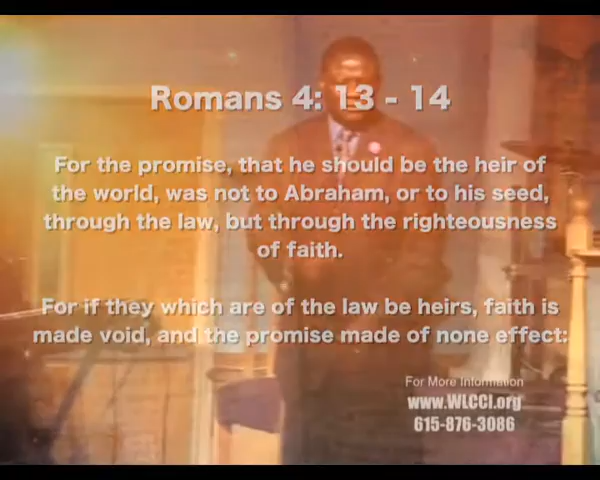 Romans 4: 13 - 14
For the promise, that he should be the heir of
the world, was not to Abraham, or to his seed,
through the law, but through the righteousness
of faith.
For if they which are of the law be heirs, faith is
made void, and the promise made of none effect:
For More Information
www.WLCCI.org
615-876-3086